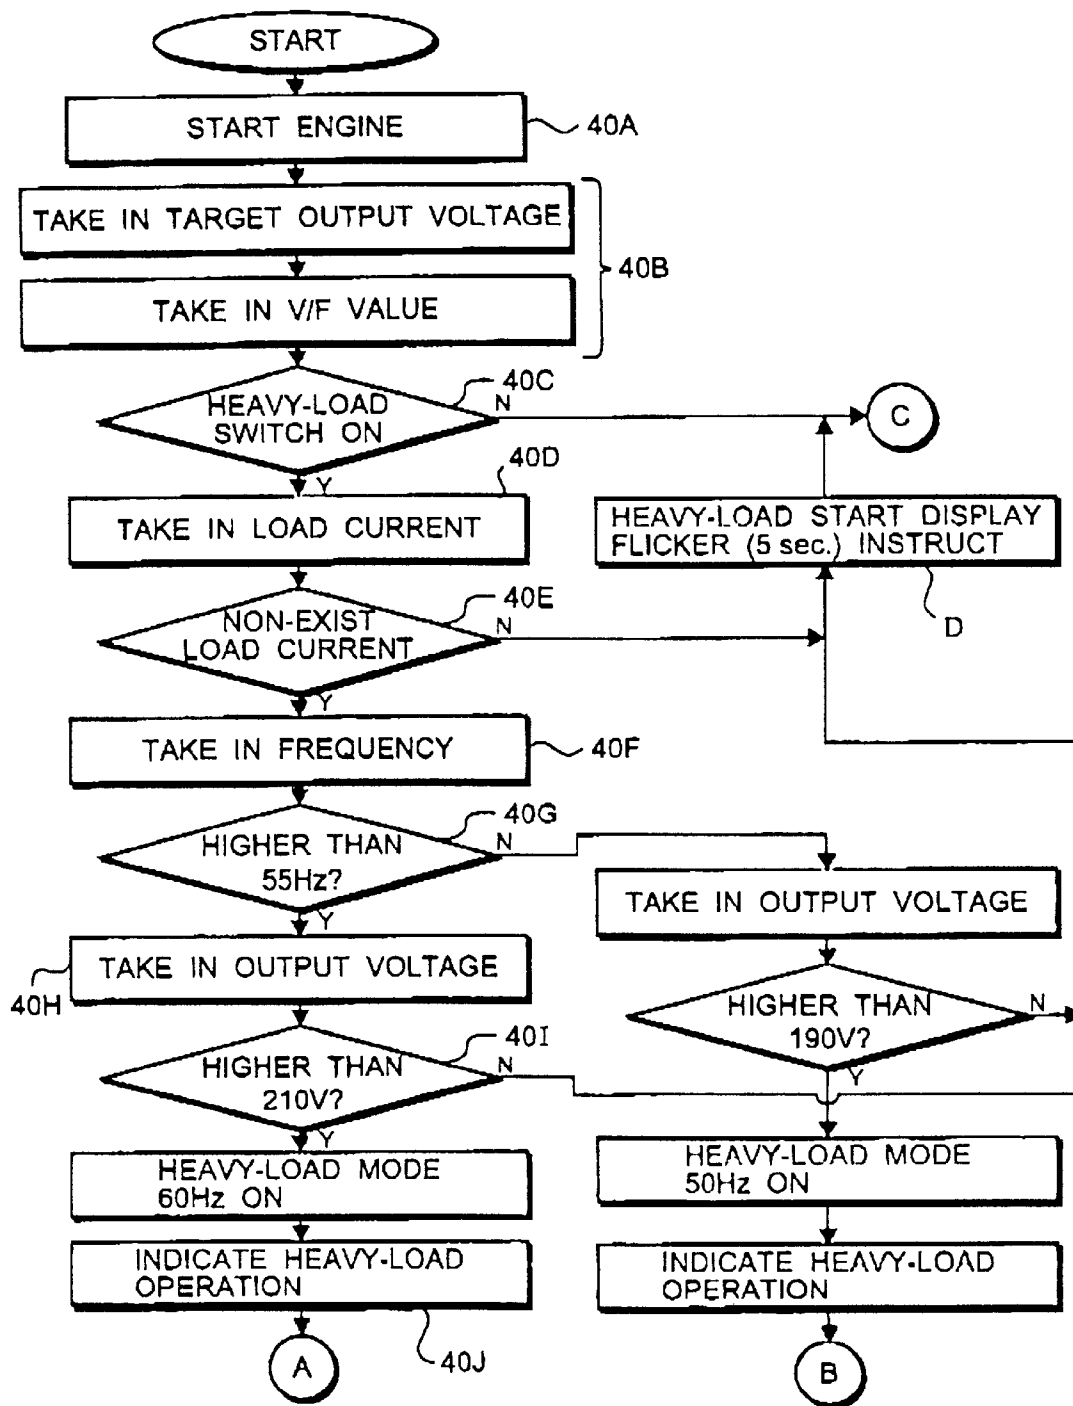 START
START ENGINE
40A
TAKE IN TARGET OUTPUT VOLTAGE
40B
TAKE IN V/F VALUE
40C
HEAVY-LOAD
SWITCH ON
N
C
Y
40D
TAKE IN LOAD CURRENT
HEAVY-LOAD START DISPLAY
FLICKER (5 sec.) INSTRUCT
D
40E
NON-EXIST
LOAD CURRENT
N
Y
TAKE IN FREQUENCY
40F
40G
HIGHER THAN
55Hz?
N
Y
TAKE IN OUTPUT VOLTAGE
TAKE IN OUTPUT VOLTAGE
40H
HIGHER THAN
190V?
N
Y
40I
HIGHER THAN
210V?
N
Y
HEAVY-LOAD MODE
60Hz ON
HEAVY-LOAD MODE
50Hz ON
INDICATE HEAVY-LOAD
OPERATION
INDICATE HEAVY-LOAD
OPERATION
40J
A
B